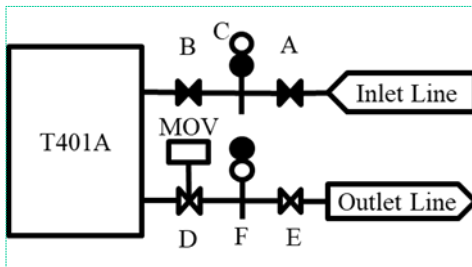 B C A
Inlet Line
T401A
MOV
Outlet Line
D F E